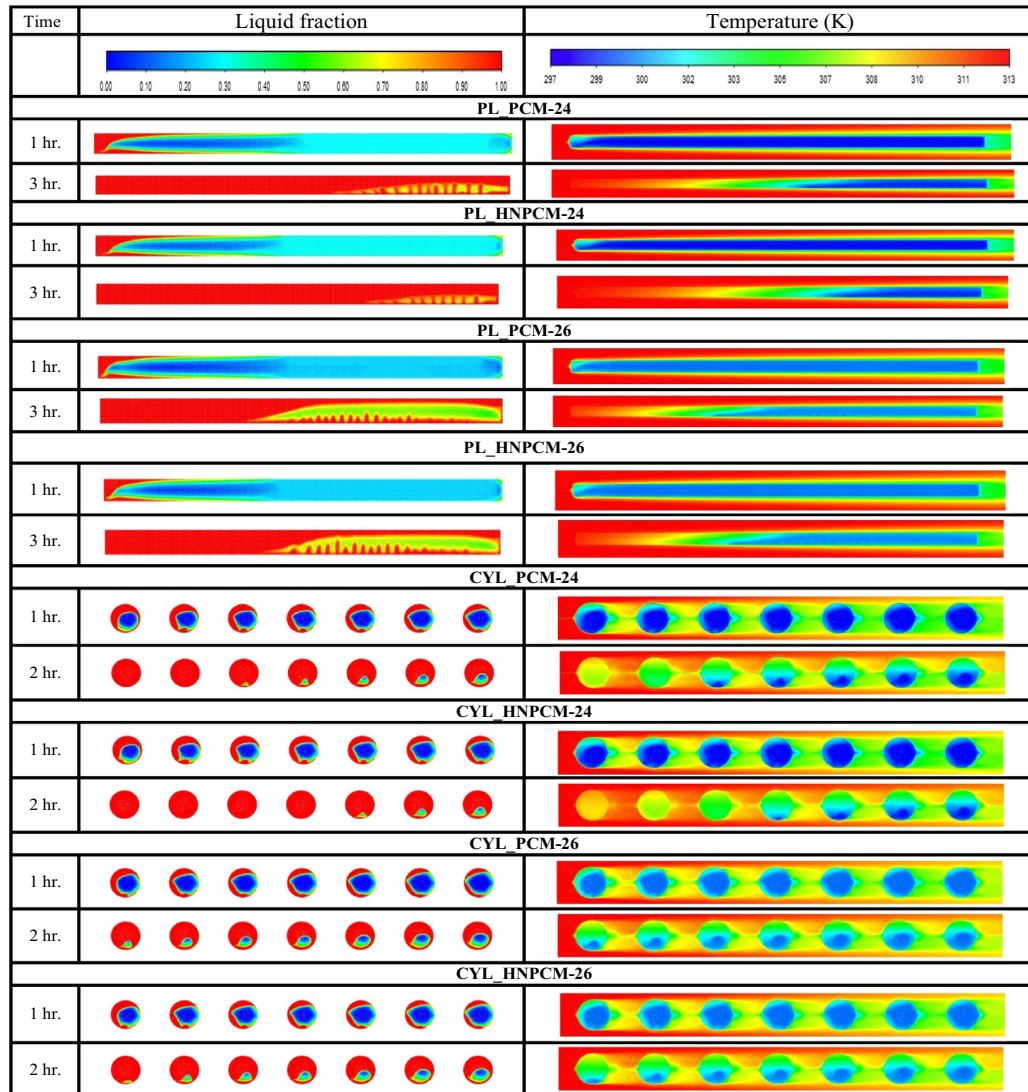 Time Liquid fraction Temperature (K)
0.00 0.10 0.20 0.30 0.40 0.50 0.60 0.70 0.80 0.90 1.00 297 299 300 302 303 305 307 308 310 311 313
PL_PCM-24
1 hr.
3 hr.
PL_HNPCM-24
1 hr.
3 hr.
PL_PCM-26
1 hr.
3 hr.
PL_HNPCM-26
1 hr.
3 hr.
CYL_PCM-24
1 hr.
2 hr.
CYL_HNPCM-24
1 hr.
2 hr.
CYL_PCM-26
1 hr.
2 hr.
CYL_HNPCM-26
1 hr.
2 hr.